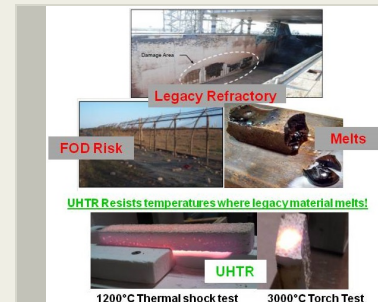 Damage Area
Legacy Refractory
FOD Risk
Melts
UHTR Resists temperatures where legacy material melts!
UHTR
1200°C Thermal shock test
3000°C Torch Test